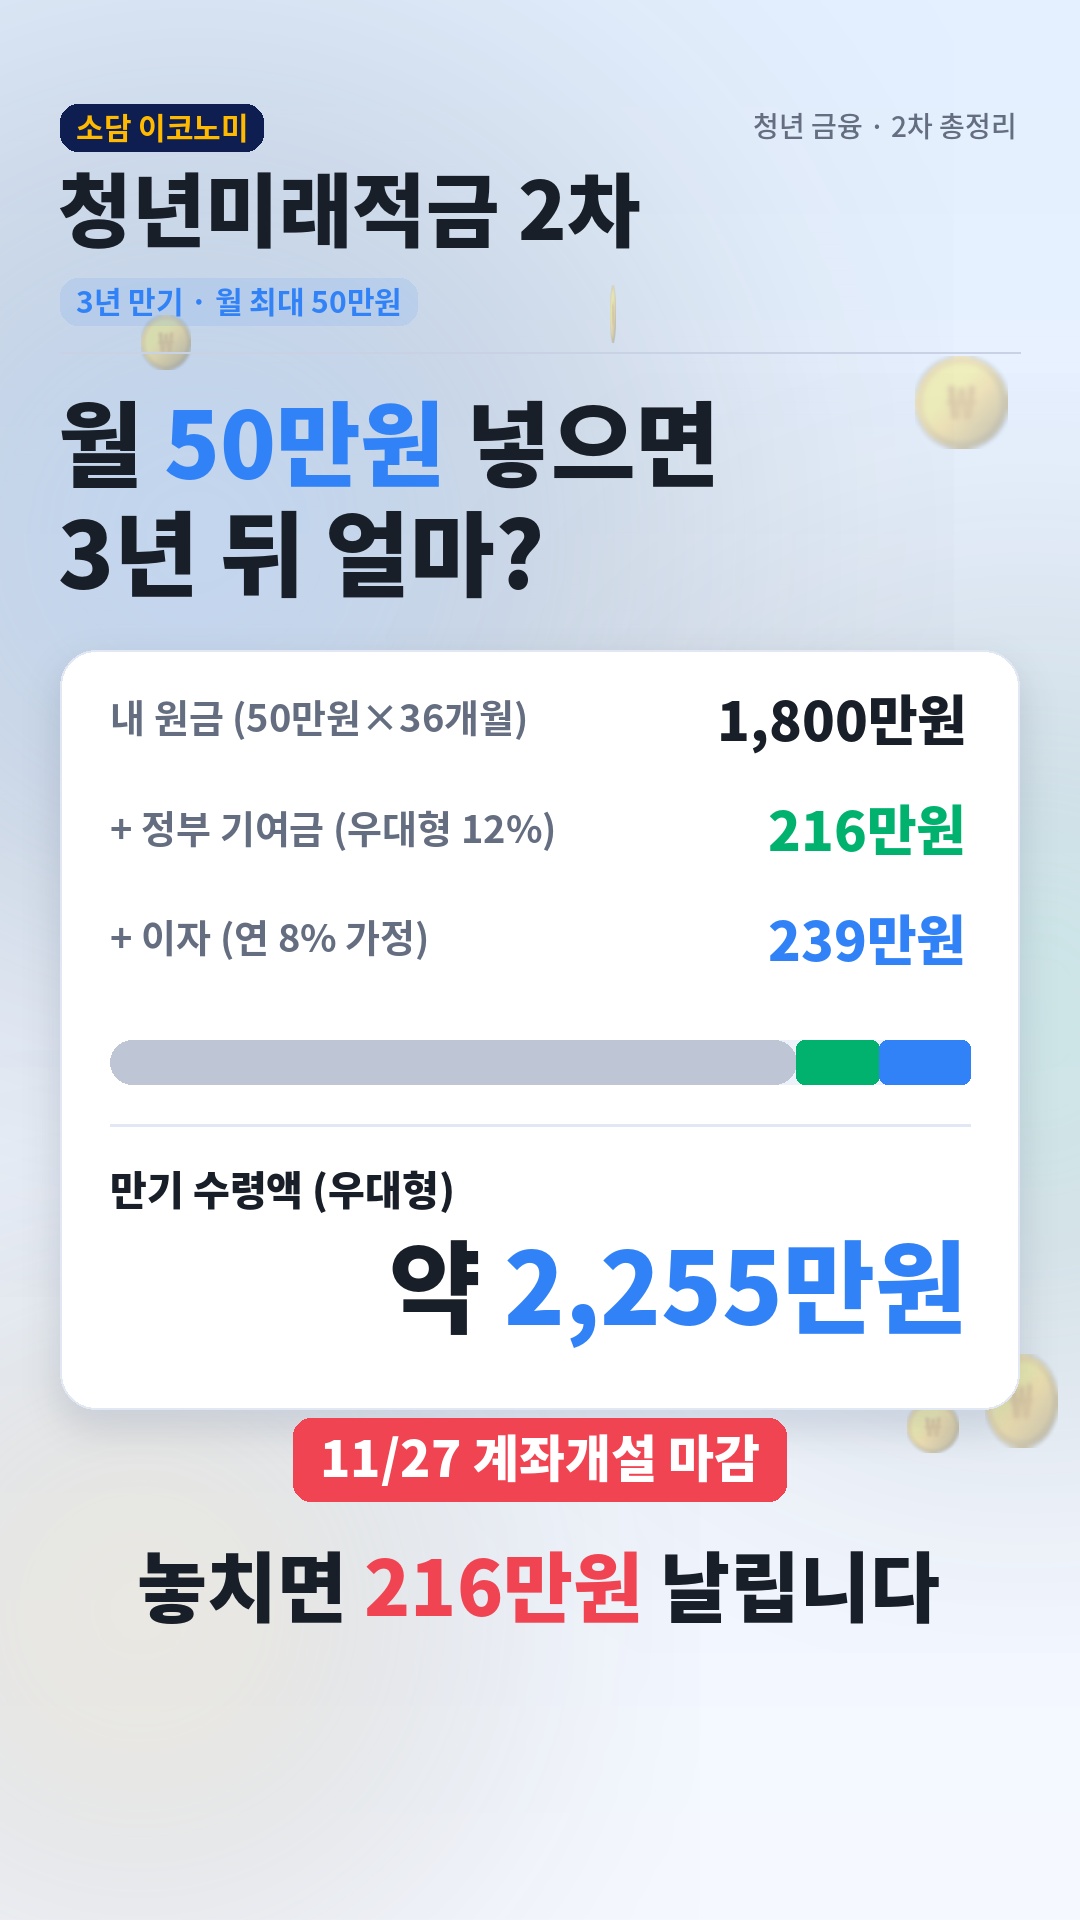 소담 이코노미
청년 금융 · 2차 총정리
청년미래적금 2차
3년 만기 · 월 최대 50만원
월 50만원 넣으면
3년 뒤 얼마?
내 원금 (50만원×36개월) 1,800만원
+ 정부 기여금 (우대형 12%) 216만원
+ 이자 (연 8% 가정) 239만원
만기 수령액 (우대형)
약 2,255만원
11/27 계좌개설 마감
놓치면 216만원 날립니다